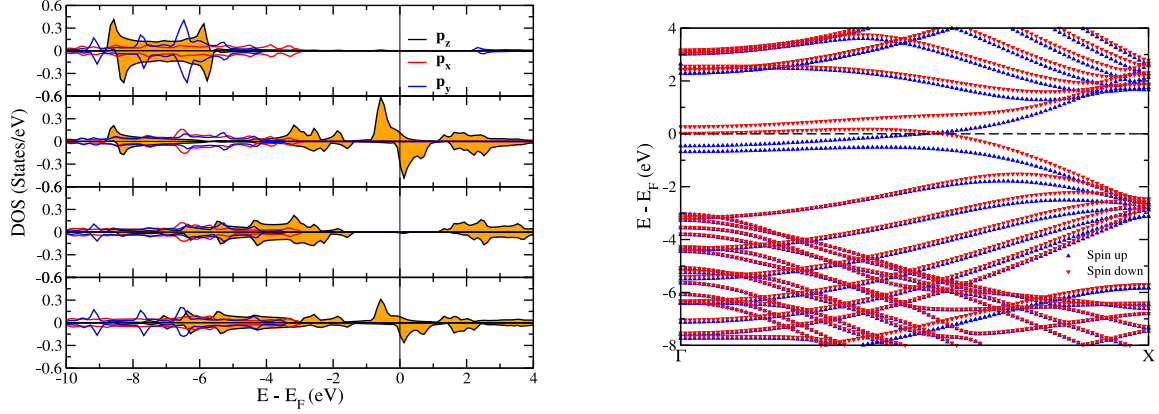 DOS (States/eV)
0.3
0
0.3
0.6
0.3
0
0.3
0.6
0.3
0
0.3
0.6
0.3
0
0.3
0.6
p_z
p_x
p_y
-10 -8 -6 -4 -2 0 2 4
E - E_F (eV)
E - E_F (eV)
4
2
0
-2
-4
-6
-8
Spin up
Spin down
Γ X